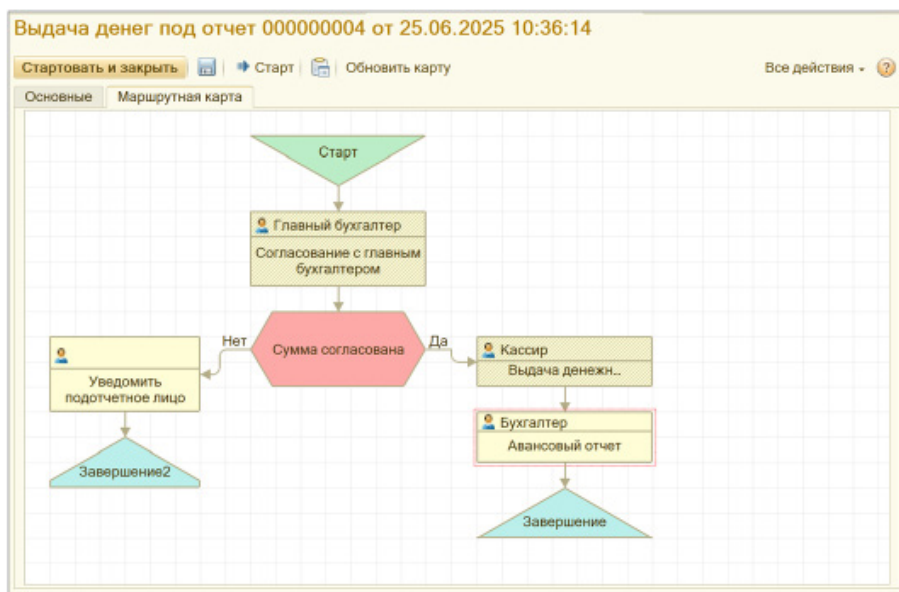 Выдача денег под отчет 000000004 от 25.06.2025 10:36:14
Стартовать и закрыть Старт Обновить карту Все действия ?
Основные Маршрутная карта
Старт
Главный бухгалтер
Согласование с главным
бухгалтером
Нет Сумма согласована Да
Кассир
Выдача денежн..
Уведомить
подотчетное лицо
Бухгалтер
Авансовый отчет
Завершение2
Завершение